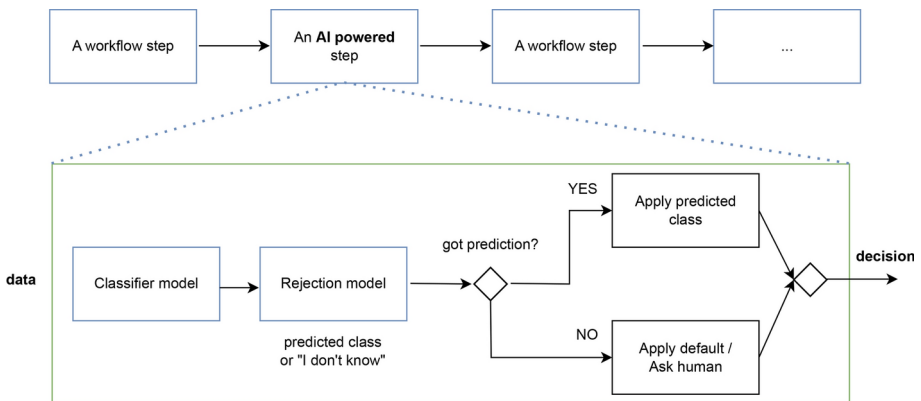 A workflow step
An AI powered
step
A workflow step
...
YES
Apply predicted
class
got prediction?
data
Classifier model
Rejection model
decision
predicted class
or "I don't know"
NO
Apply default /
Ask human